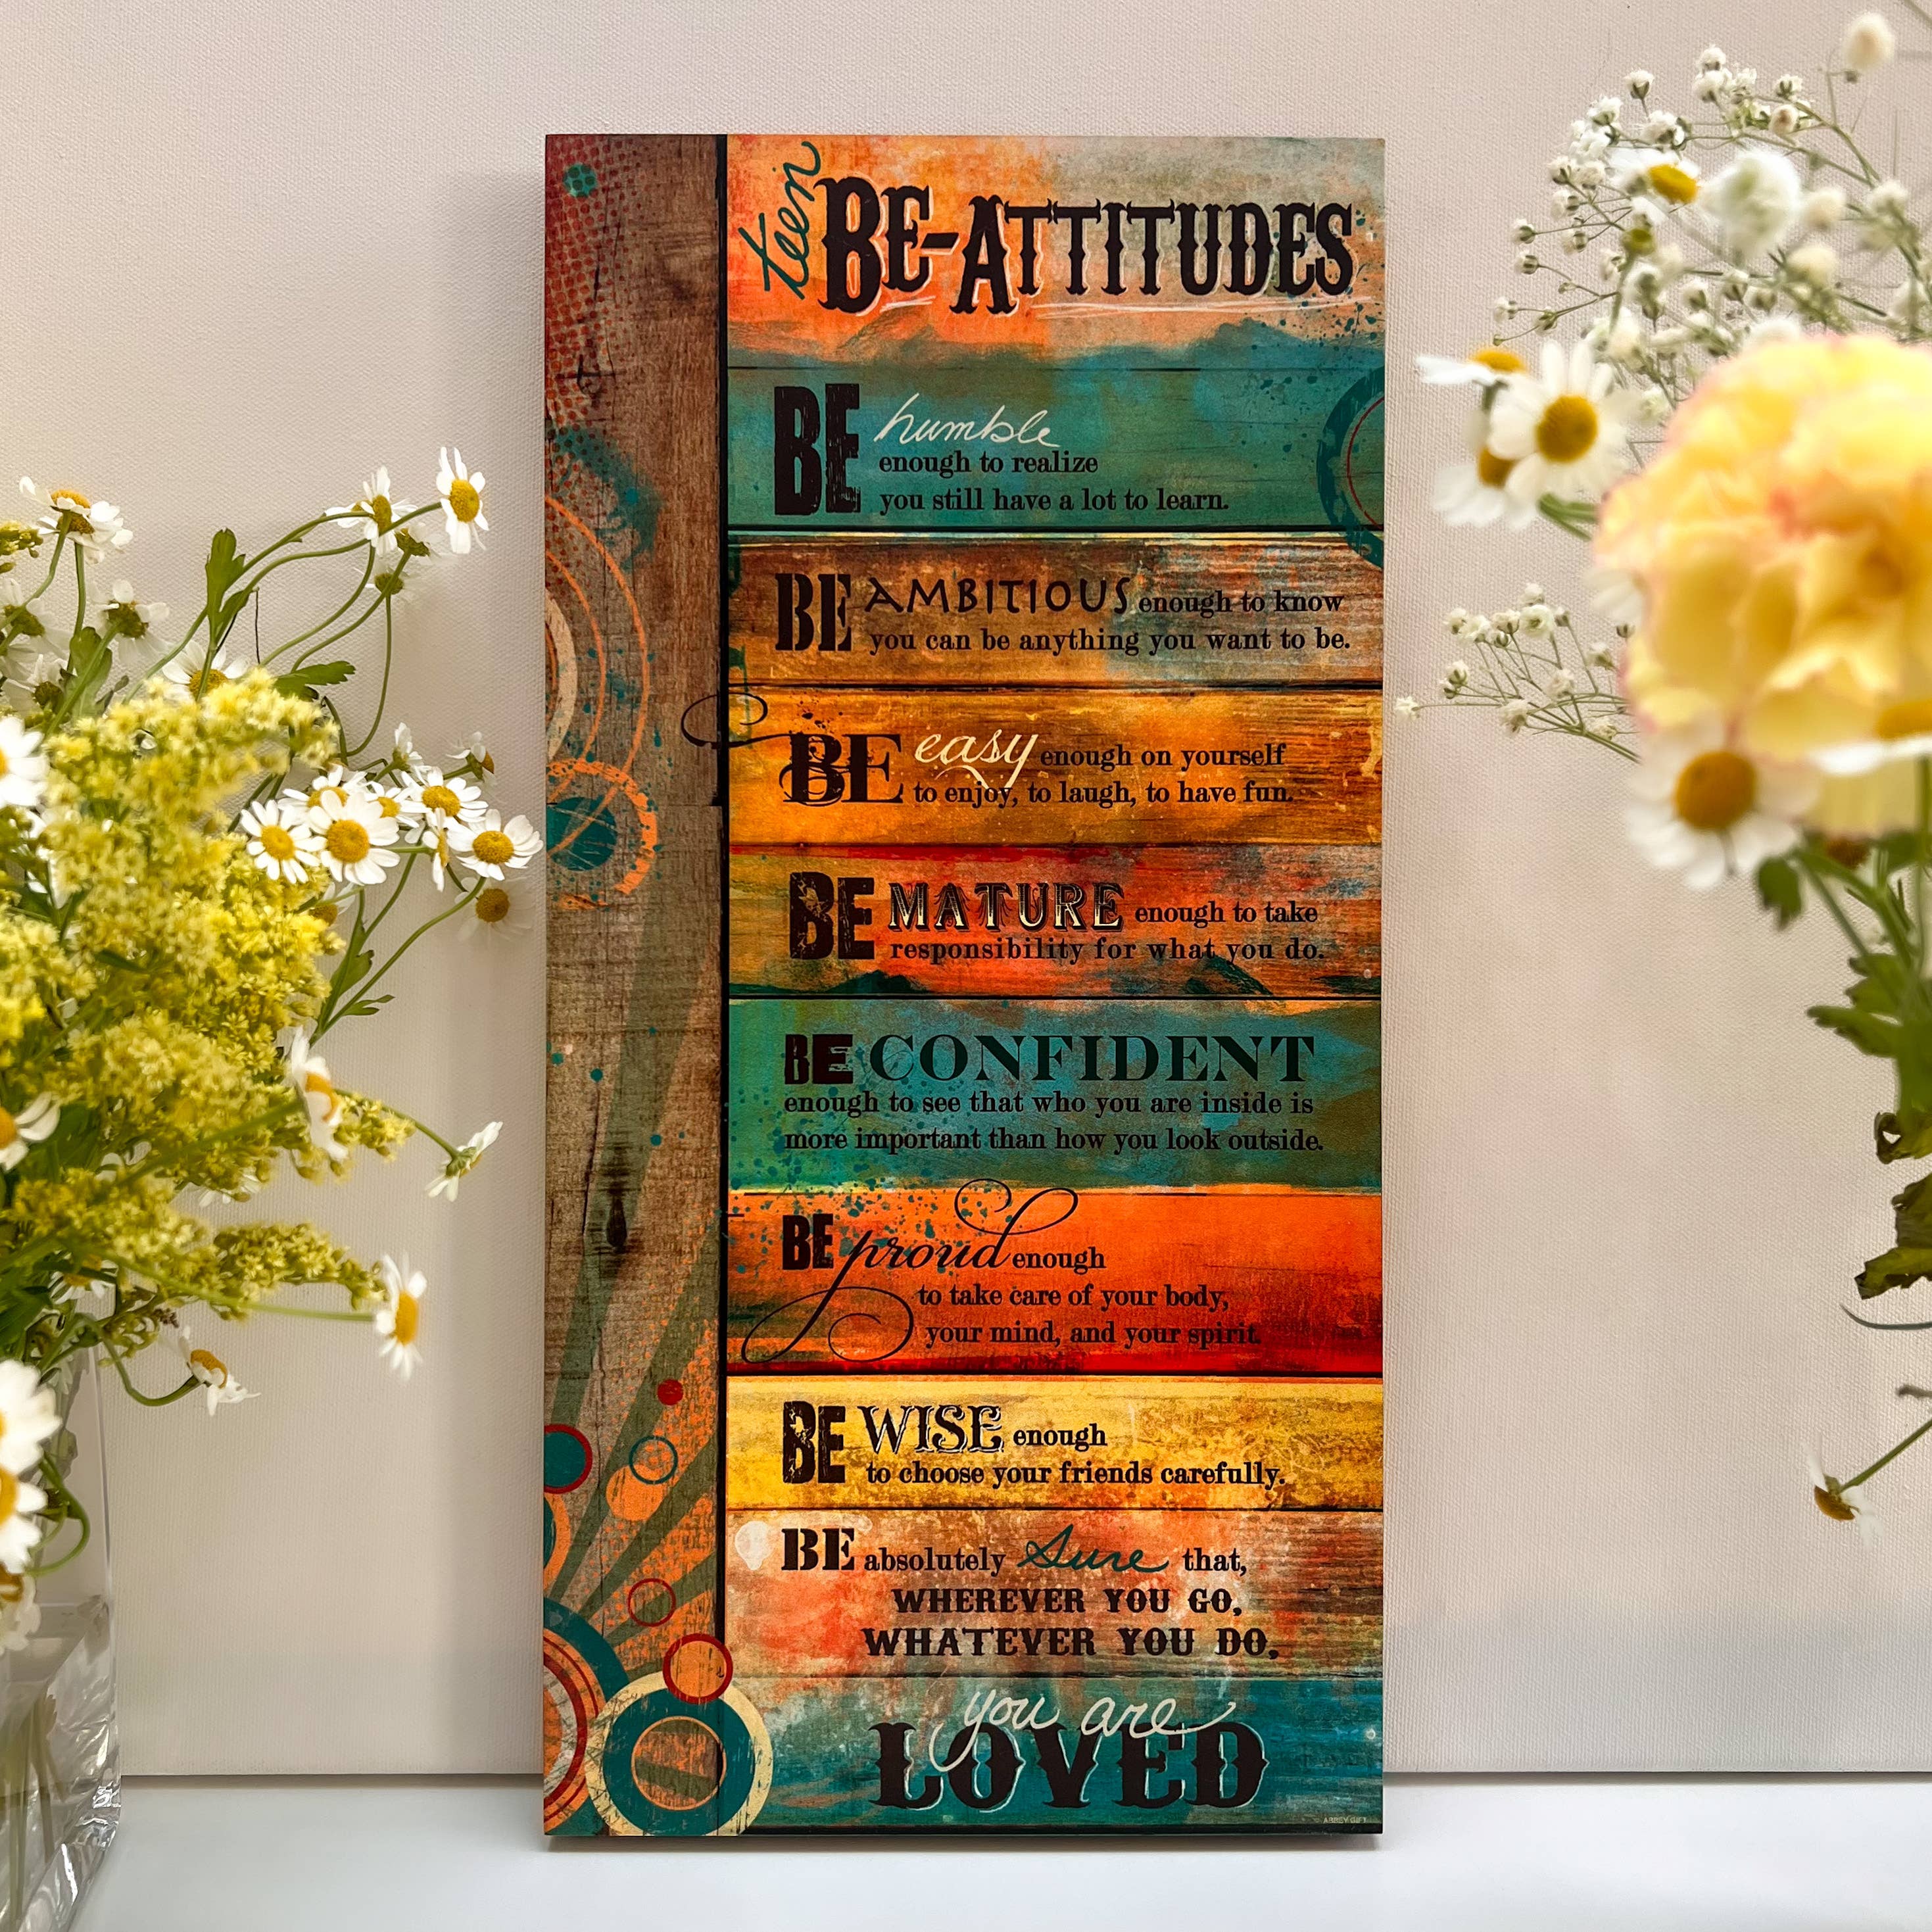 teen BE-ATTITUDES
BE humble
enough to realize
you still have a lot to learn.
BE AMBITIOUS enough to know
you can be anything you want to be.
BE easy enough on yourself
to enjoy, to laugh, to have fun.
BE MATURE enough to take
responsibility for what you do.
BE CONFIDENT
enough to see that who you are inside is
more important than how you look outside.
BE proud enough
to take care of your body,
your mind, and your spirit.
BE WISE enough
to choose your friends carefully.
BE absolutely sure that,
WHEREVER YOU GO,
WHATEVER YOU DO,
you are
LOVED
ABBEY GIFT